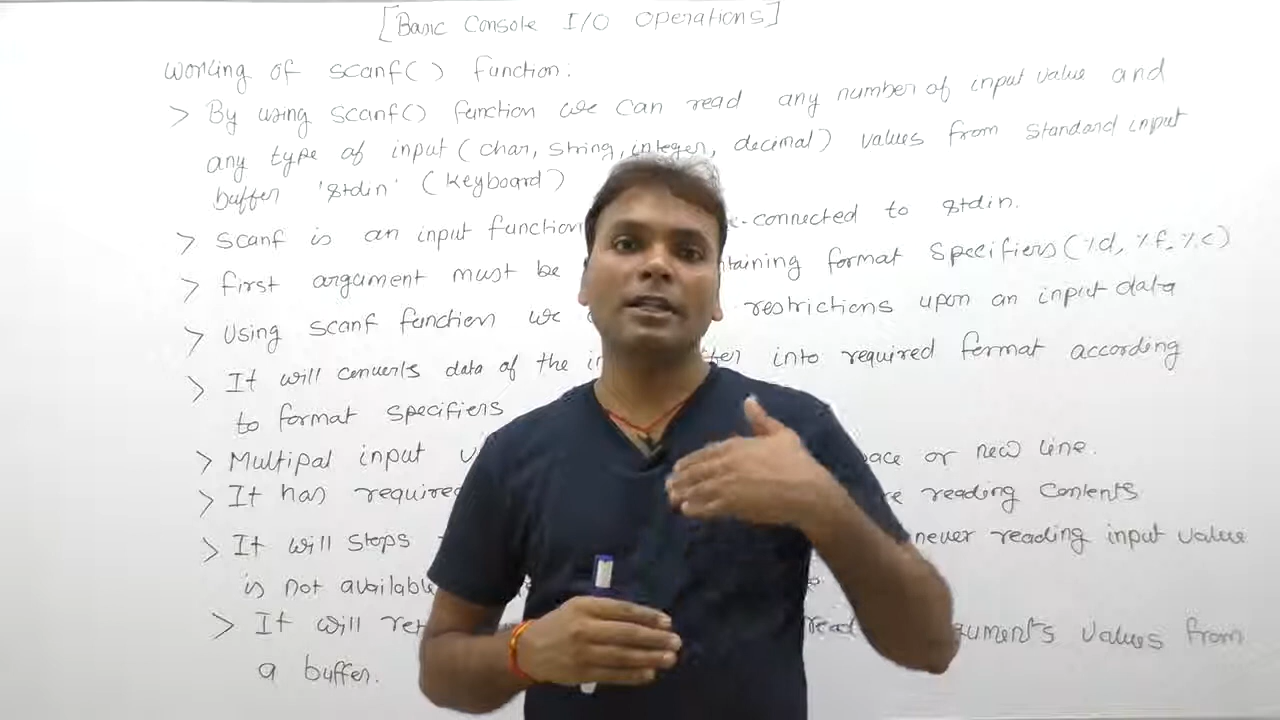 [Basic Console I/O Operations]
Working of scanf( ) function:
> By using scanf() function we can read any number of input value and
any type of input (char, string, integer, decimal) values from standard input
buffer 'stdin' (keyboard)
> scanf is an input function connected to stdin.
> first argument must be containing format specifiers (%d, %f, %c)
> Using scanf function we restrictions upon an input data
> It will converts data of the into required format according
to format specifiers
> Multipal input or new line.
> It has required reading contents
> It will stops reading input value
is not available
> It will read values from
a buffer.